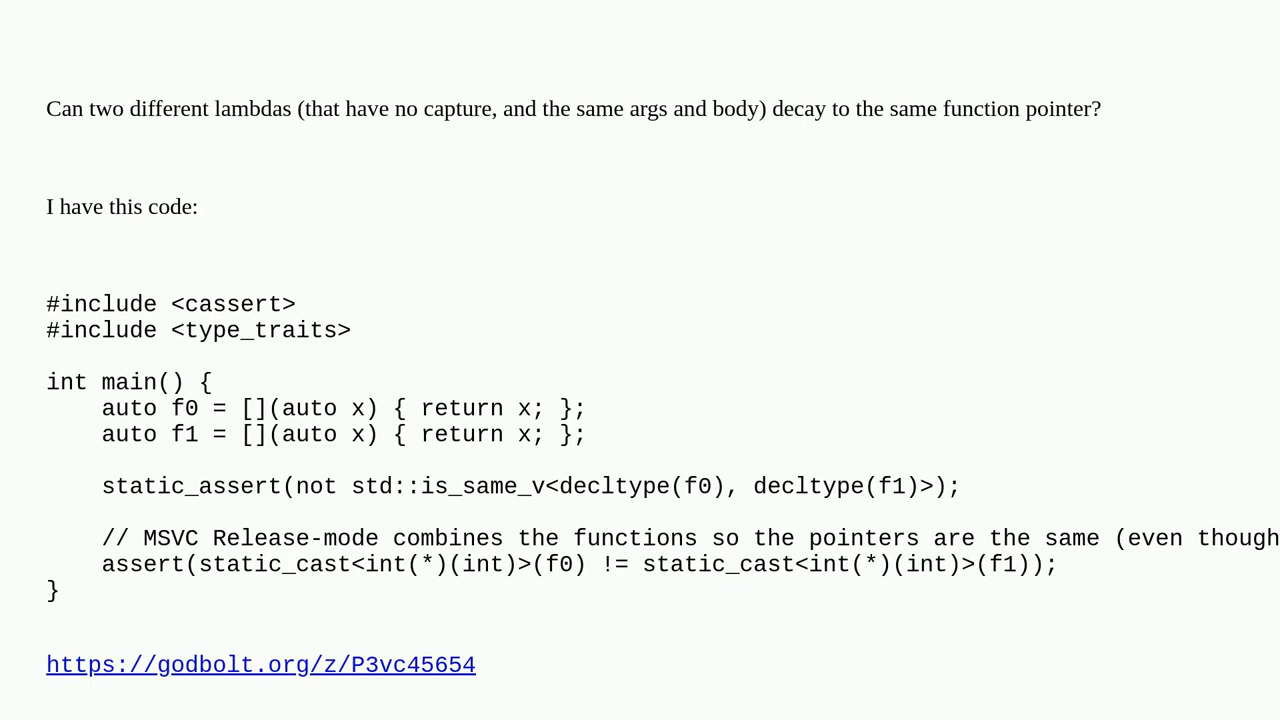 Can two different lambdas (that have no capture, and the same args and body) decay to the same function pointer?
I have this code:
#include <cassert>
#include <type_traits>
int main() {
    auto f0 = [](auto x) { return x; };
    auto f1 = [](auto x) { return x; };
    static_assert(not std::is_same_v<decltype(f0), decltype(f1)>);
    // MSVC Release-mode combines the functions so the pointers are the same (even though
    assert(static_cast<int(*)(int)>(f0) != static_cast<int(*)(int)>(f1));
}
https://godbolt.org/z/P3vc45654